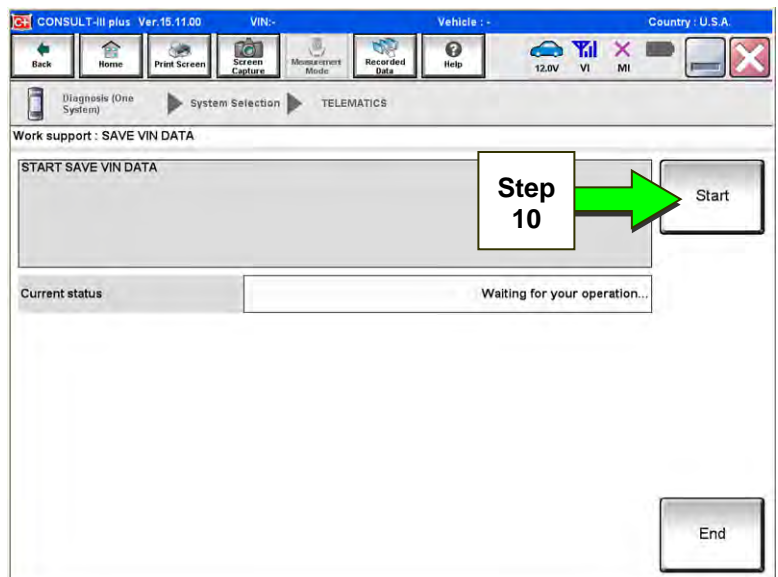 C+ CONSULT-III plus Ver.15.11.00 VIN:- Vehicle : - Country : U.S.A.
Back
Home
Print Screen
Screen
Capture
Measurement
Mode
Recorded
Data
Help
12.0V
VI
MI
Diagnosis (One
System)
System Selection
TELEMATICS
Work support : SAVE VIN DATA
START SAVE VIN DATA
Step
10
Start
Current status
Waiting for your operation...
End